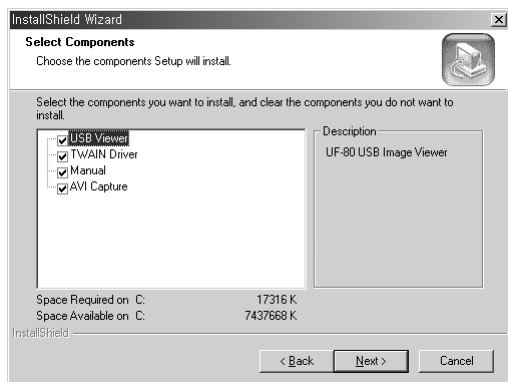 InstallShield Wizard
Select Components
Choose the components Setup will install.
Select the components you want to install, and clear the components you do not want to
install.
USB Viewer
TWAIN Driver
Manual
AVI Capture
Description
UF-80 USB Image Viewer
Space Required on C: 17316 K
Space Available on C: 7437668 K
InstallShield
< Back Next > Cancel